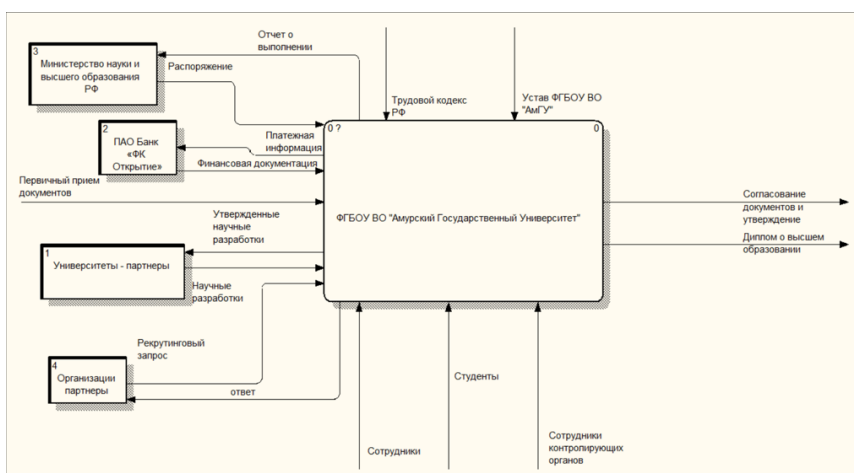 Отчет о
выполнении
3
Министерство науки и
высшего образования
РФ
Распоряжение
Трудовой кодекс
РФ
Устав ФГБОУ ВО
"АмГУ"
2
ПАО Банк
«ФК
Открытие»
Платежная
информация
Финансовая документация
0 ?
0
Первичный прием
документов
ФГБОУ ВО "Амурский Государственный Университет"
Согласование
документов и
утверждение
Диплом о высшем
образовании
Утвержденные
научные
разработки
1
Университеты - партнеры
Научные
разработки
Рекрутинговый
запрос
4
Организации
партнеры
ответ
Студенты
Сотрудники
Сотрудники
контролирующих
органов